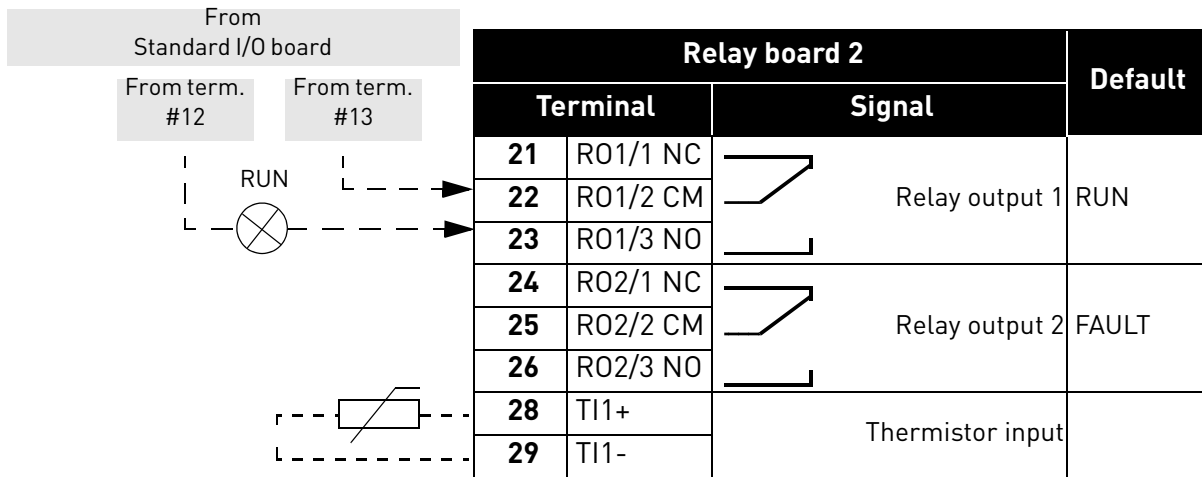 From
Standard I/O board
From term.
#12
From term.
#13
RUN
Relay board 2
Default
Terminal
Signal
21 RO1/1 NC
22 RO1/2 CM Relay output 1 RUN
23 RO1/3 NO
24 RO2/1 NC
25 RO2/2 CM Relay output 2 FAULT
26 RO2/3 NO
28 TI1+
Thermistor input
29 TI1-